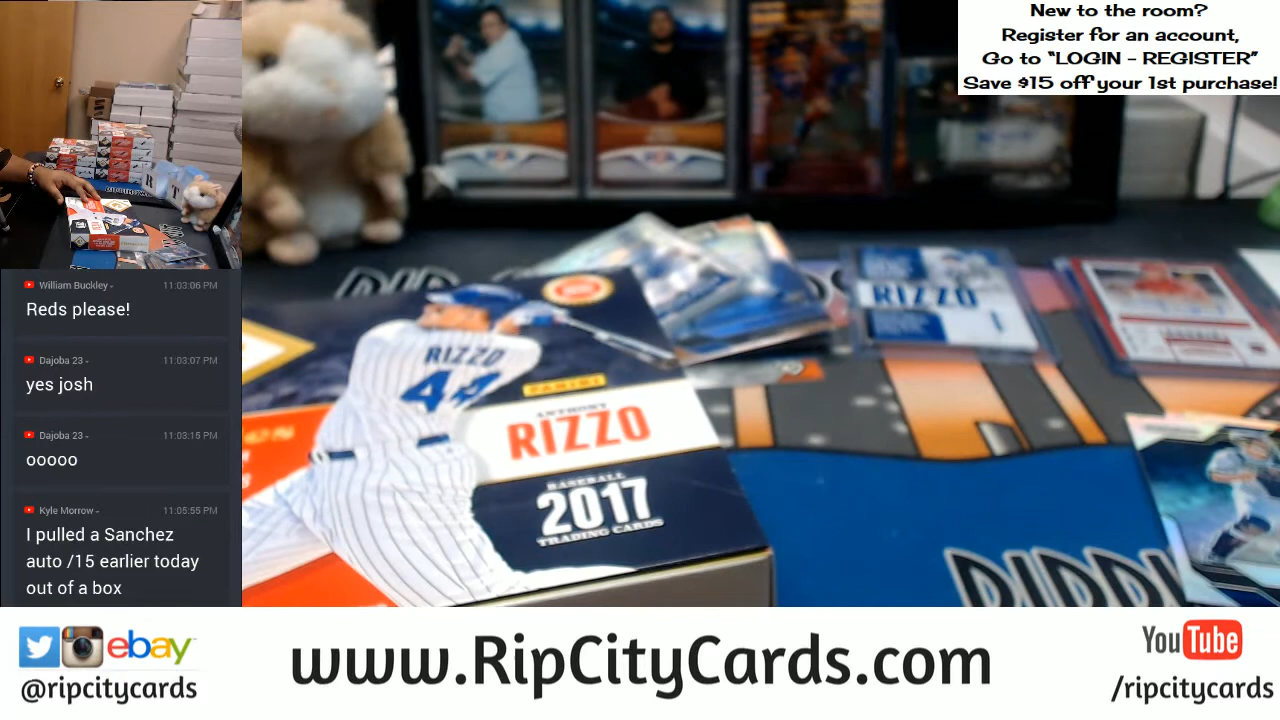 New to the room?
Register for an account,
Go to “LOGIN - REGISTER”
Save $15 off your 1st purchase!
William Buckley
11:03:06 PM
Reds please!
Dajoba 23
11:03:07 PM
yes josh
Dajoba 23
11:03:15 PM
ooooo
Kyle Morrow
11:05:55 PM
I pulled a Sanchez
auto /15 earlier today
out of a box
RIZZO
44
PANINI
ANTHONY
RIZZO
BASEBALL
2017
TRADING CARDS
RIZZO
ebay
@ripcitycards
www.RipCityCards.com
YouTube
/ripcitycards